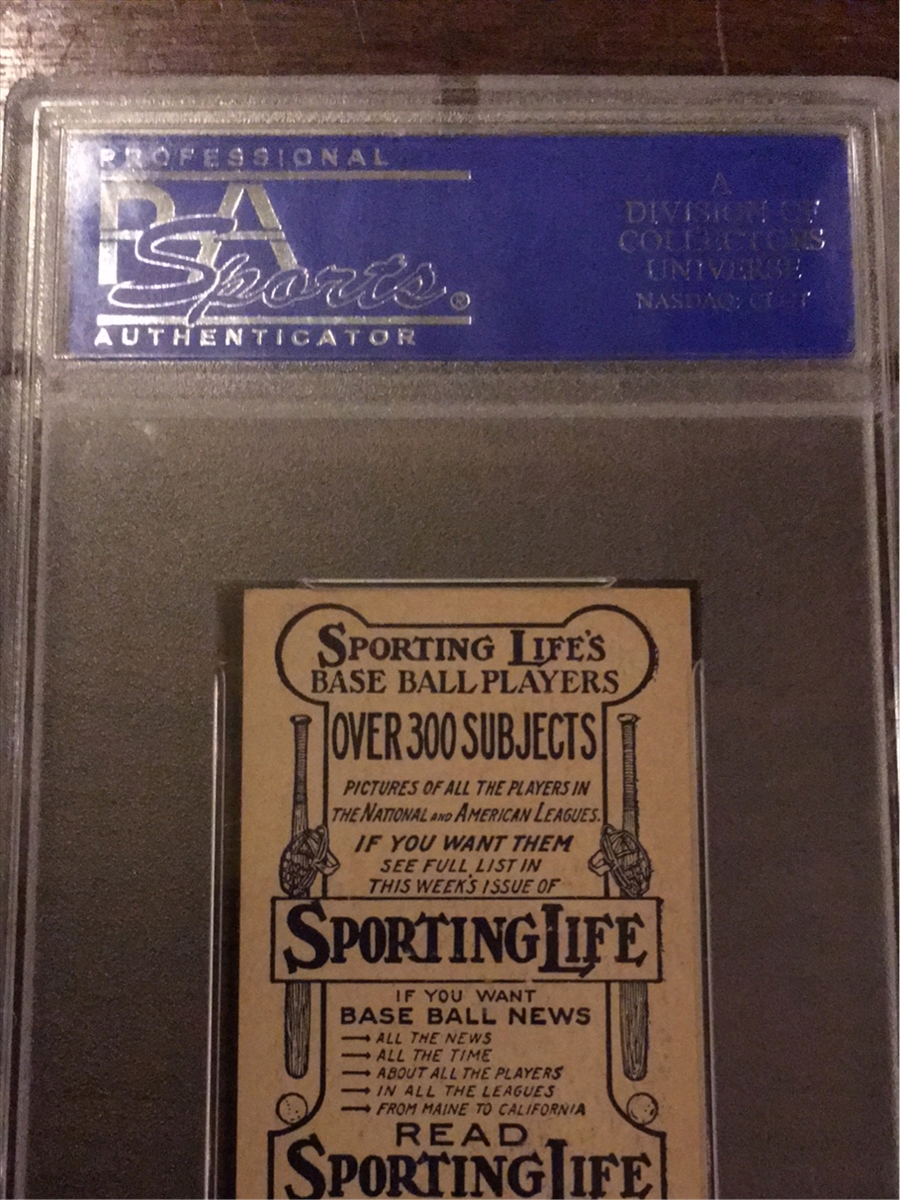 PROFESSIONAL
PSA
Sports®
AUTHENTICATOR
A
DIVISION OF
COLLECTORS
UNIVERSE
NASDAQ: CLCT
SPORTING LIFE'S
BASE BALL PLAYERS
OVER 300 SUBJECTS
PICTURES OF ALL THE PLAYERS IN
THE NATIONAL AND AMERICAN LEAGUES.
IF YOU WANT THEM
SEE FULL LIST IN
THIS WEEK'S ISSUE OF
SPORTING LIFE
IF YOU WANT
BASE BALL NEWS
→ ALL THE NEWS
→ ALL THE TIME
→ ABOUT ALL THE PLAYERS
→ IN ALL THE LEAGUES
→ FROM MAINE TO CALIFORNIA
READ
SPORTING LIFE